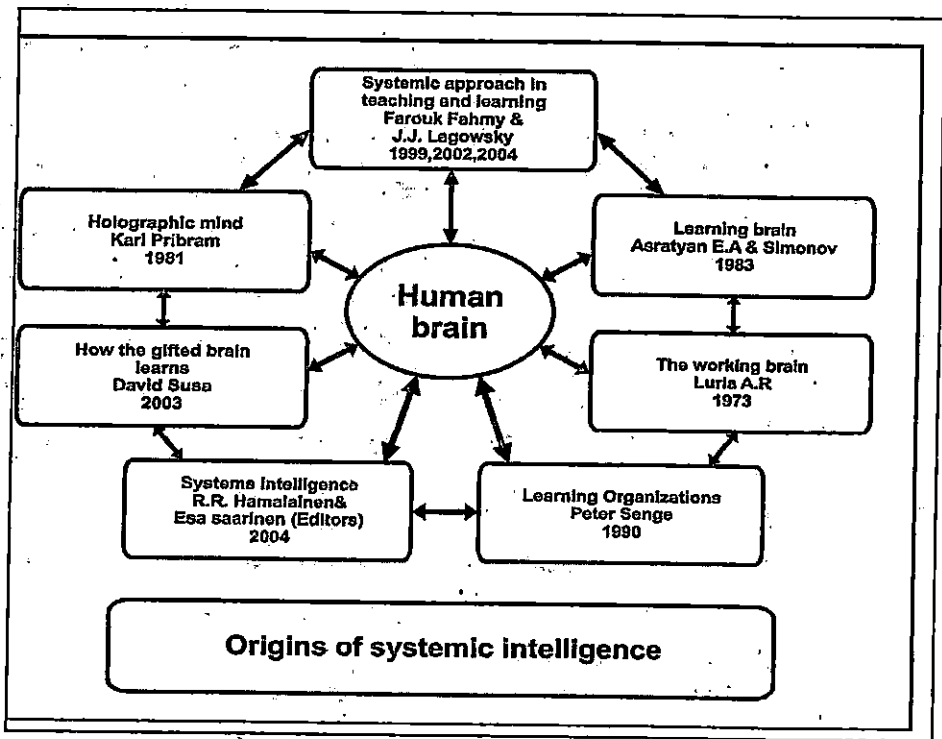 Systemic approach in
teaching and learning
Farouk Fahmy &
J.J. Lagowsky
1999,2002,2004
Holographic mind
Karl Pribram
1981
Learning brain
Asratyan E.A & Simonov
1983
Human
brain
How the gifted brain
learns
David Susa
2003
The working brain
Luria A.R
1973
Systems intelligence
R.R. Hamalainen&
Esa saarinen (Editors)
2004
Learning Organizations
Peter Senge
1990
Origins of systemic intelligence